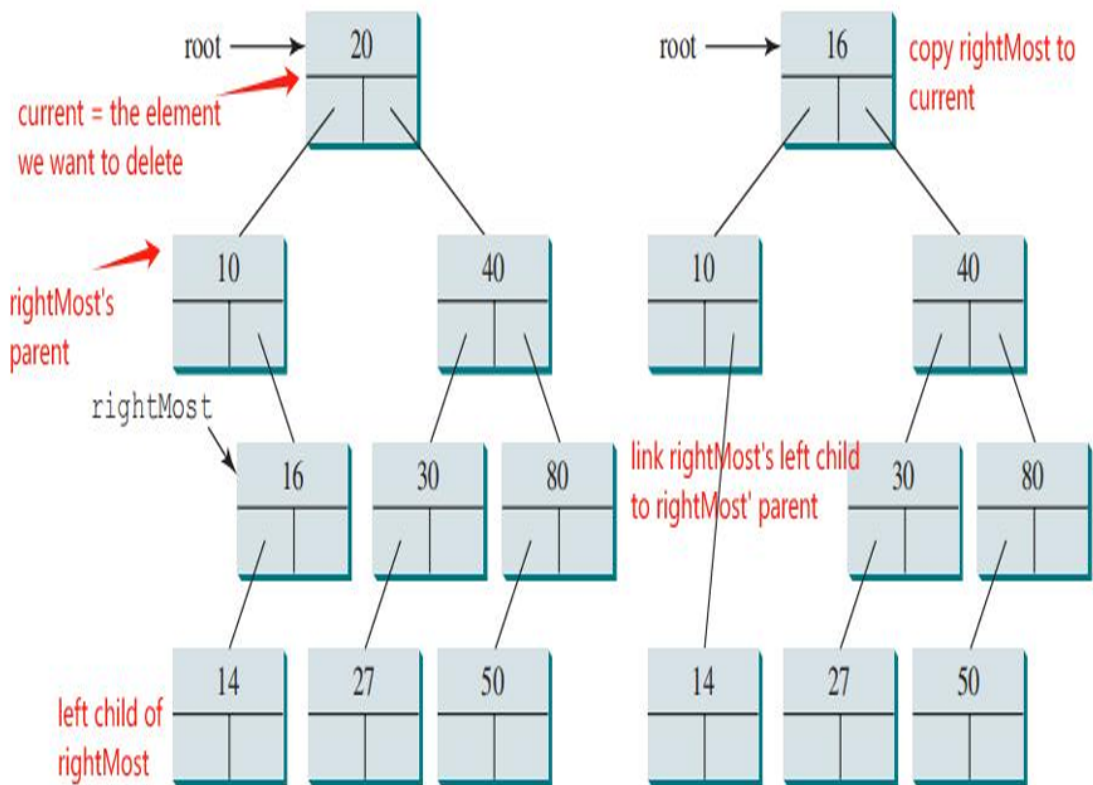 root
20
current = the element
we want to delete
10
40
rightMost's
parent
rightMost
16
30
80
14
27
50
left child of
rightMost
root
16
copy rightMost to
current
10
40
link rightMost's left child
to rightMost' parent
30
80
14
27
50